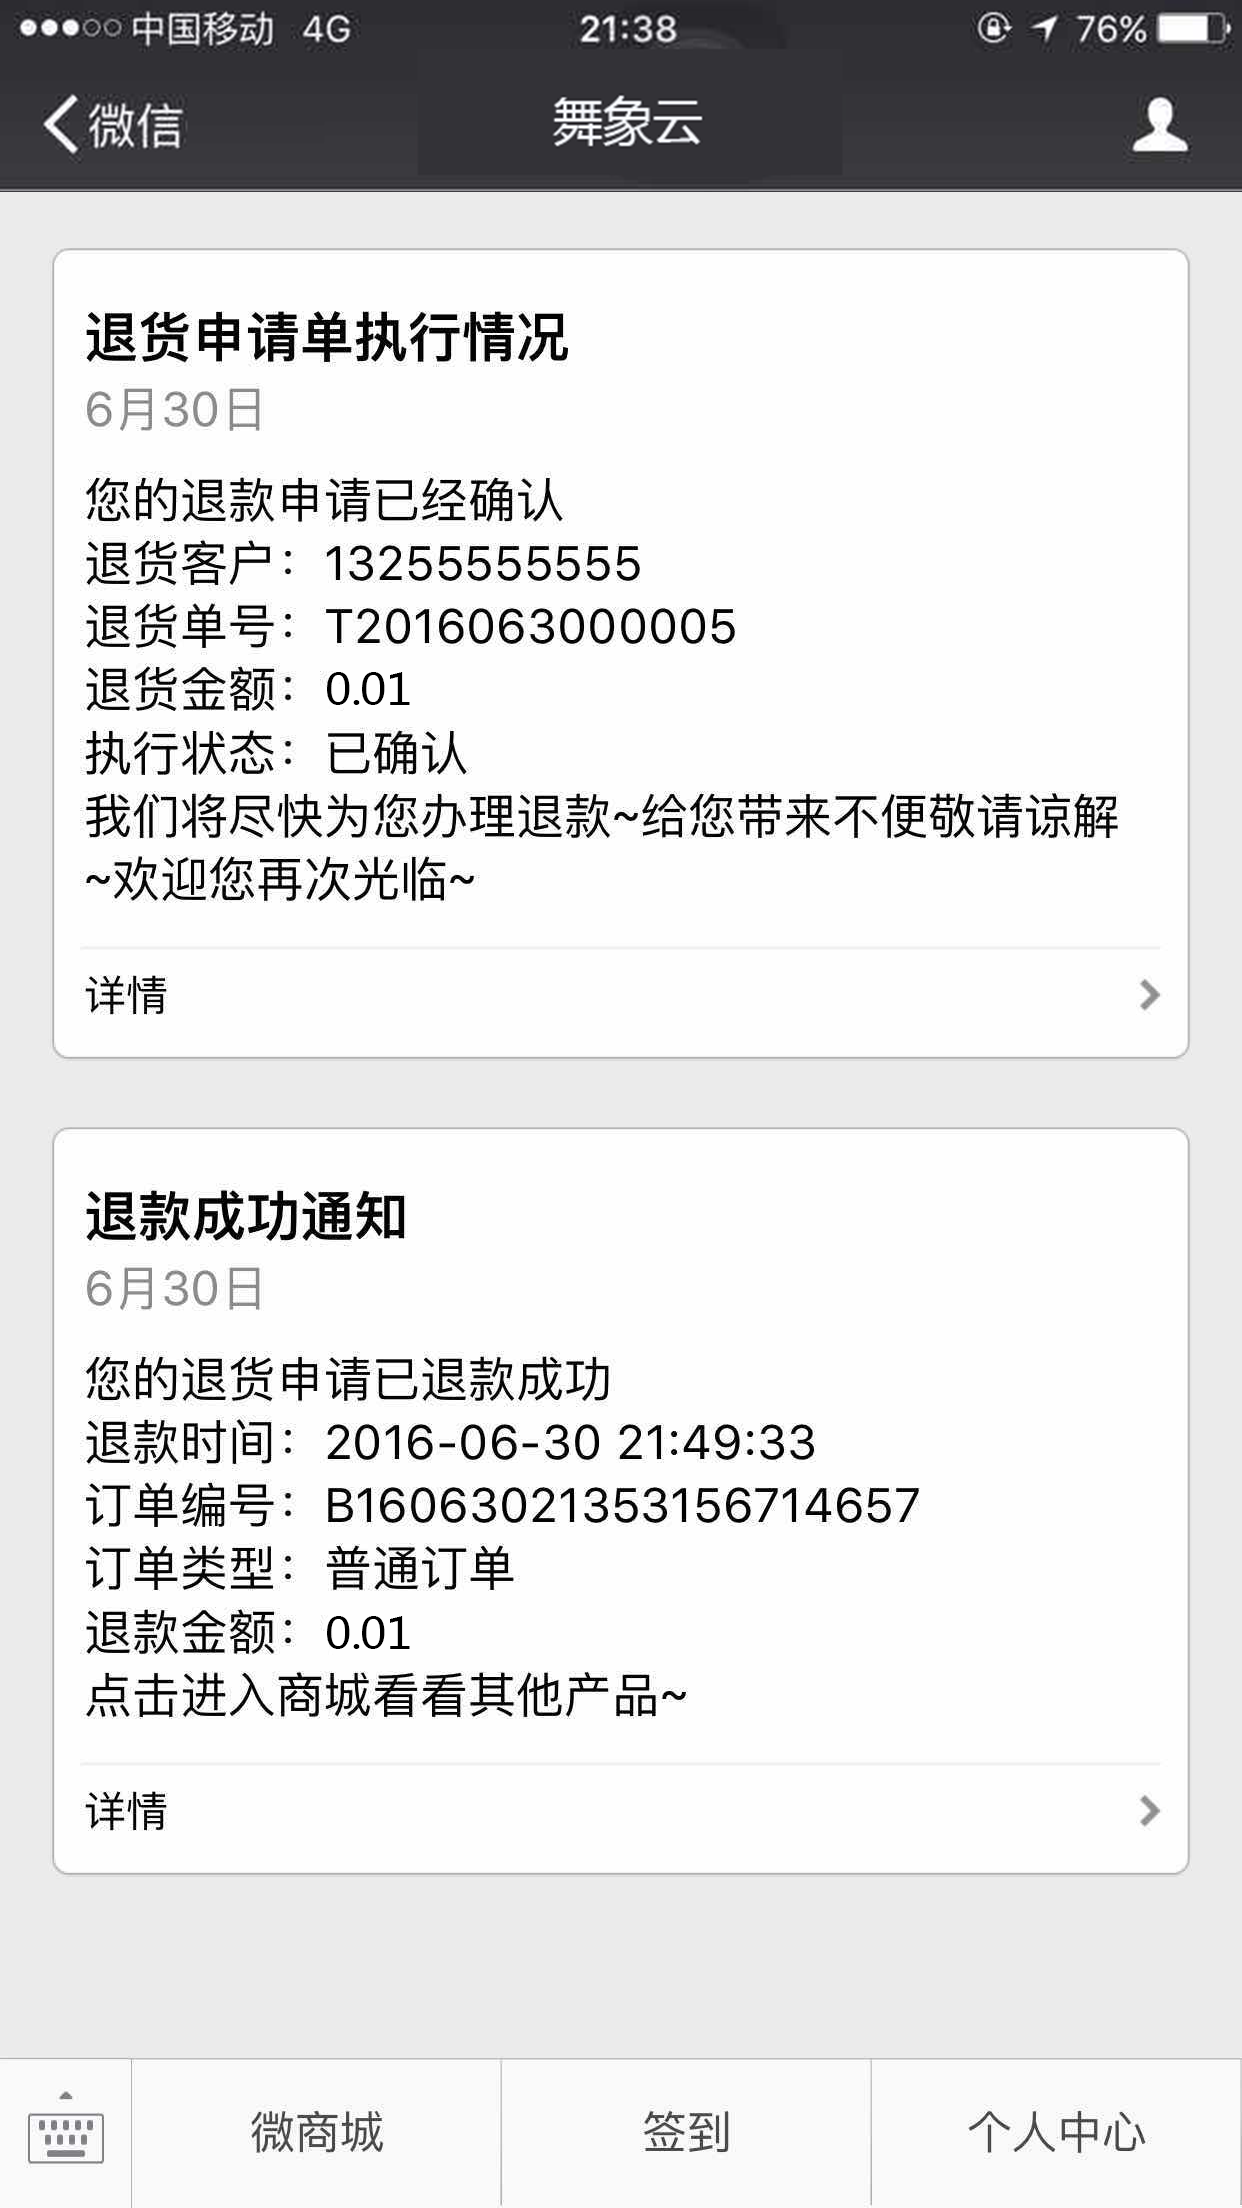 中国移动 4G 21:38 76%
微信 舞象云
退货申请单执行情况
6月30日
您的退款申请已经确认
退货客户：13255555555
退货单号：T2016063000005
退货金额：0.01
执行状态：已确认
我们将尽快为您办理退款~给您带来不便敬请谅解
~欢迎您再次光临~
详情
退款成功通知
6月30日
您的退货申请已退款成功
退款时间：2016-06-30 21:49:33
订单编号：B160630213531567​14657
订单类型：普通订单
退款金额：0.01
点击进入商城看看其他产品~
详情
微商城 签到 个人中心